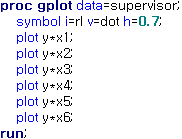 proc gplot data=supervisor;
symbol i=rl v=dot h=0.7;
plot y*x1;
plot y*x2;
plot y*x3;
plot y*x4;
plot y*x5;
plot y*x6;
run;